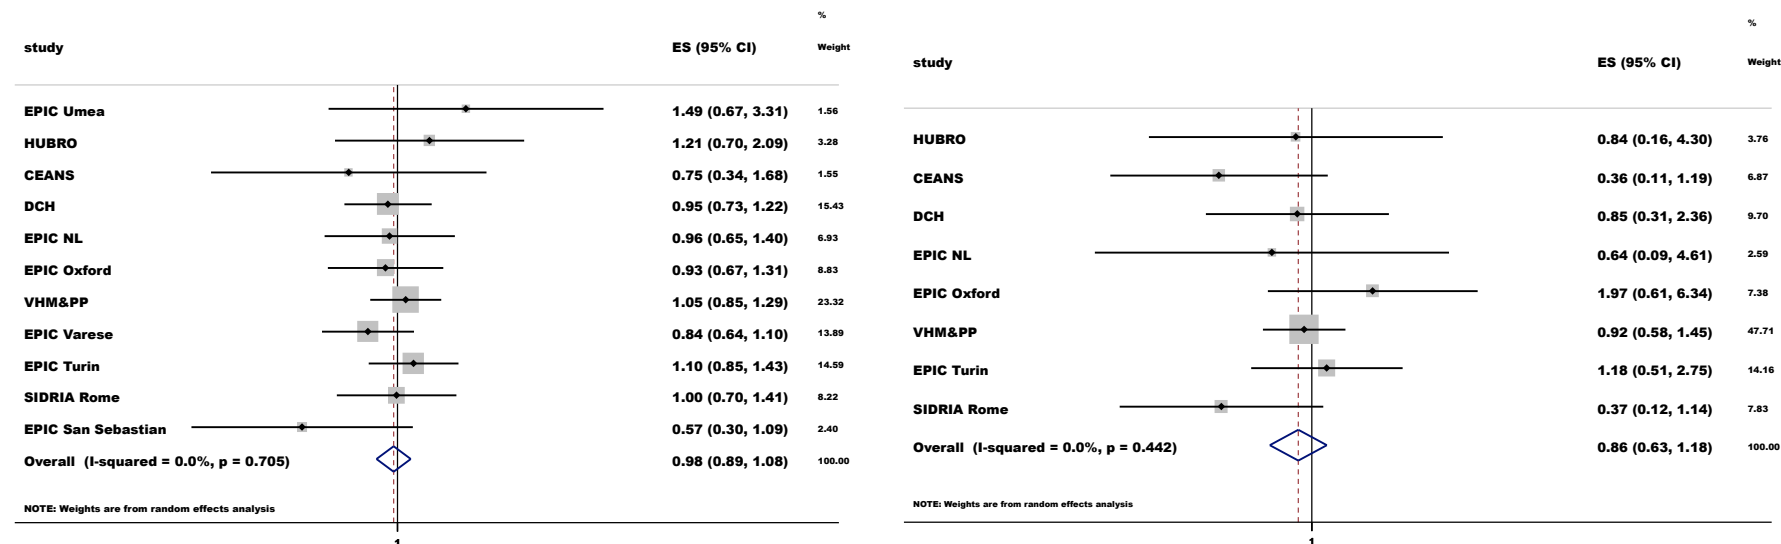 %
study ES (95% CI) Weight
EPIC Umea 1.49 (0.67, 3.31) 1.56
HUBRO 1.21 (0.70, 2.09) 3.28
CEANS 0.75 (0.34, 1.68) 1.55
DCH 0.95 (0.73, 1.22) 15.43
EPIC NL 0.96 (0.65, 1.40) 6.93
EPIC Oxford 0.93 (0.67, 1.31) 8.83
VHM&PP 1.05 (0.85, 1.29) 23.32
EPIC Varese 0.84 (0.64, 1.10) 13.89
EPIC Turin 1.10 (0.85, 1.43) 14.59
SIDRIA Rome 1.00 (0.70, 1.41) 8.22
EPIC San Sebastian 0.57 (0.30, 1.09) 2.40
Overall (I-squared = 0.0%, p = 0.705) 0.98 (0.89, 1.08) 100.00
NOTE: Weights are from random effects analysis
1
%
study ES (95% CI) Weight
HUBRO 0.84 (0.16, 4.30) 3.76
CEANS 0.36 (0.11, 1.19) 6.87
DCH 0.85 (0.31, 2.36) 9.70
EPIC NL 0.64 (0.09, 4.61) 2.59
EPIC Oxford 1.97 (0.61, 6.34) 7.38
VHM&PP 0.92 (0.58, 1.45) 47.71
EPIC Turin 1.18 (0.51, 2.75) 14.16
SIDRIA Rome 0.37 (0.12, 1.14) 7.83
Overall (I-squared = 0.0%, p = 0.442) 0.86 (0.63, 1.18) 100.00
NOTE: Weights are from random effects analysis
1